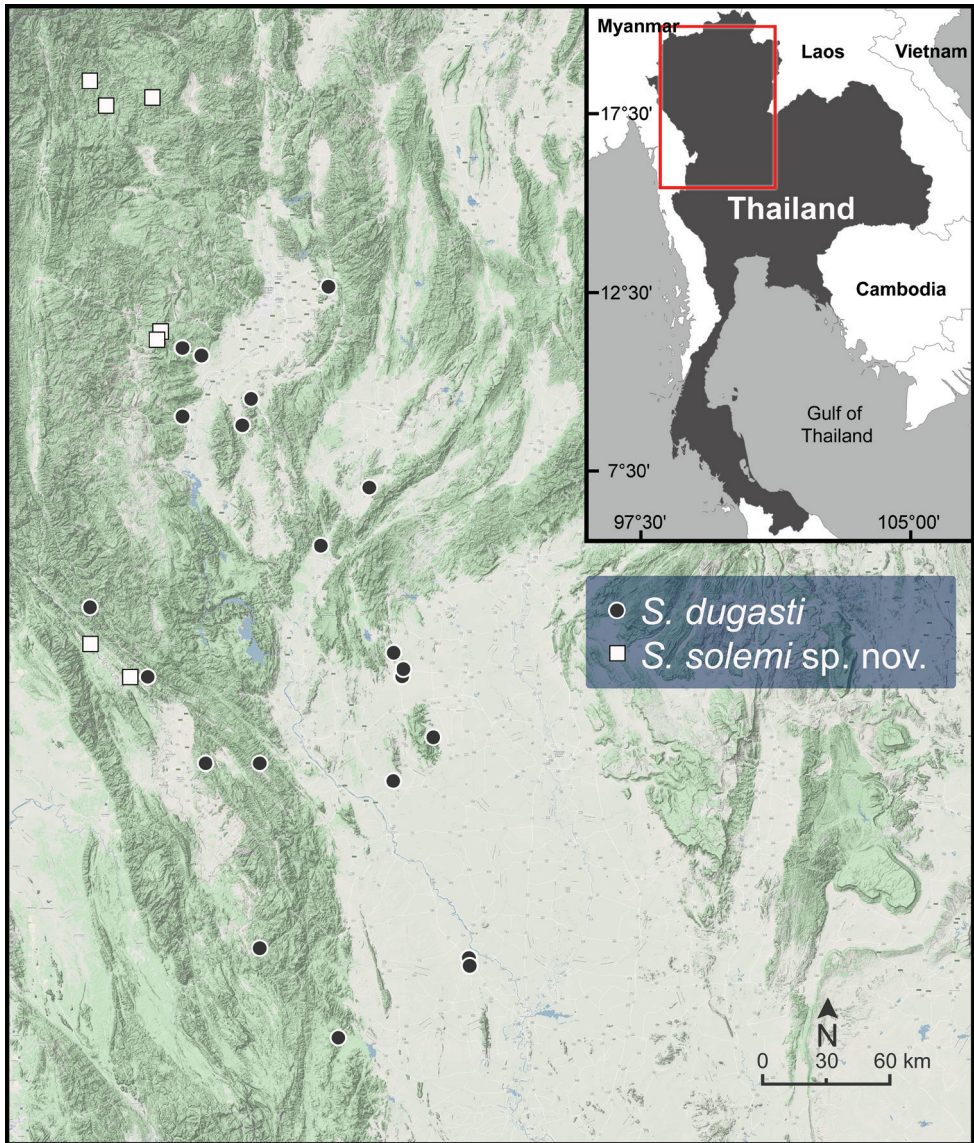 Myanmar
Laos
Vietnam
17°30'
Thailand
12°30'
Cambodia
Gulf of
Thailand
7°30'
97°30'
105°00'
S. dugasti
S. solemi sp. nov.
N
0 30 60 km